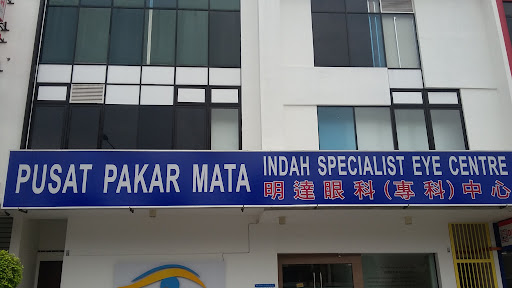 PUSAT PAKAR MATA
INDAH SPECIALIST EYE CENTRE
明達眼科(專科)中心